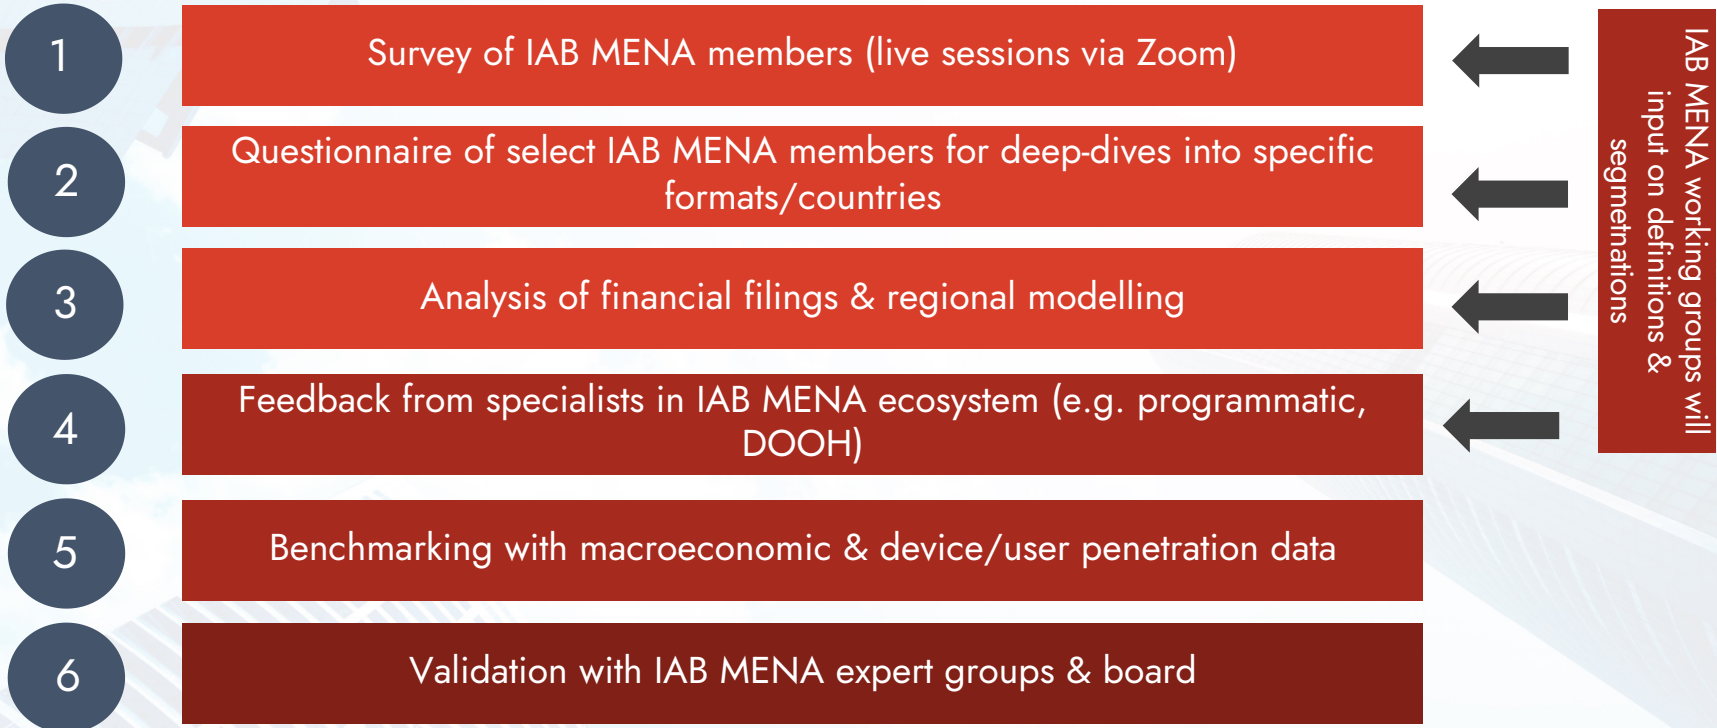 1
Survey of IAB MENA members (live sessions via Zoom)
2
Questionnaire of select IAB MENA members for deep-dives into specific
formats/countries
3
Analysis of financial filings & regional modelling
4
Feedback from specialists in IAB MENA ecosystem (e.g. programmatic,
DOOH)
5
Benchmarking with macroeconomic & device/user penetration data
6
Validation with IAB MENA expert groups & board
IAB MENA working groups will
input on definitions &
segmetnations